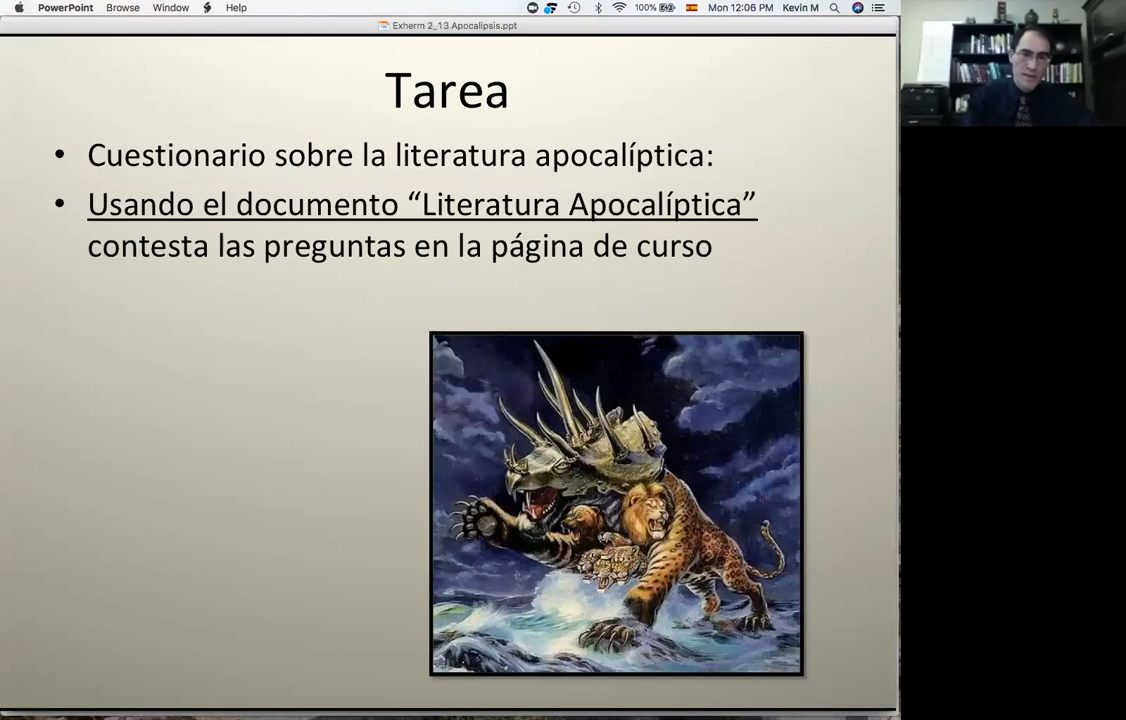 PowerPoint Browse Window Help 100% Mon 12:06 PM Kevin M
Exherm 2_13 Apocalipsis.ppt
Tarea
• Cuestionario sobre la literatura apocalíptica:
• Usando el documento “Literatura Apocalíptica”
contesta las preguntas en la página de curso